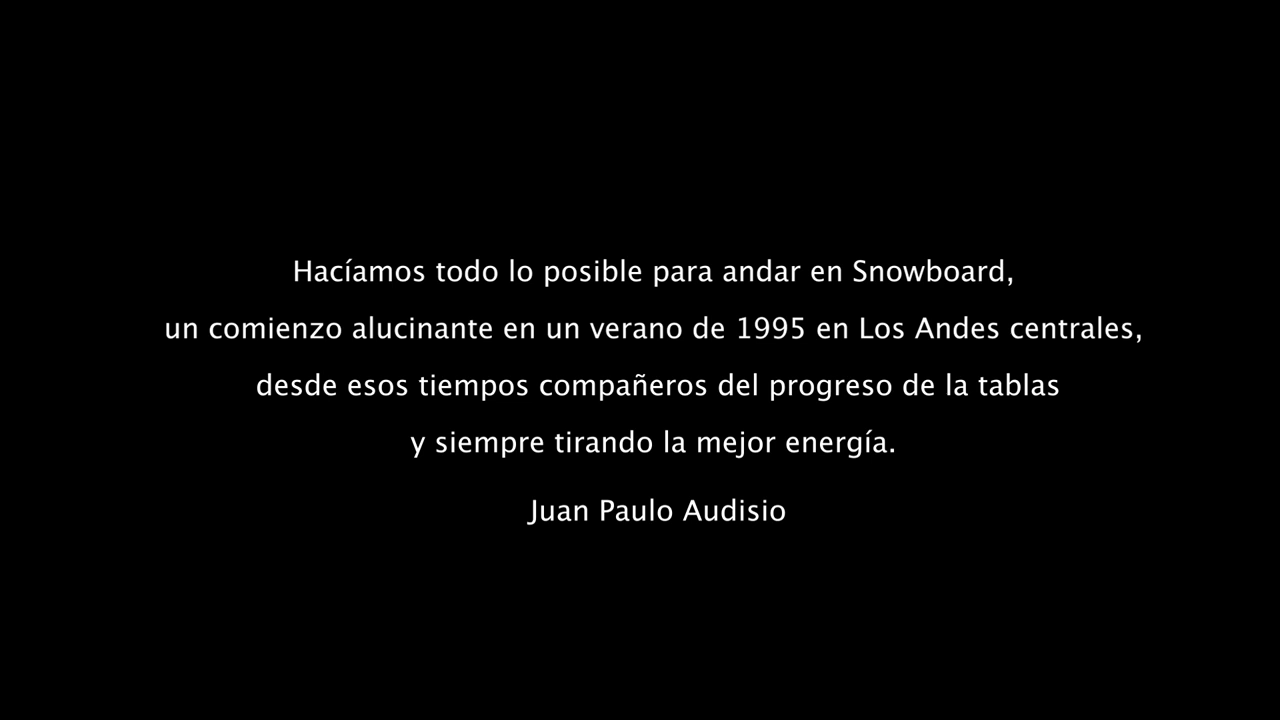 Hacíamos todo lo posible para andar en Snowboard,
un comienzo alucinante en un verano de 1995 en Los Andes centrales,
desde esos tiempos compañeros del progreso de la tablas
y siempre tirando la mejor energía.
Juan Paulo Audisio